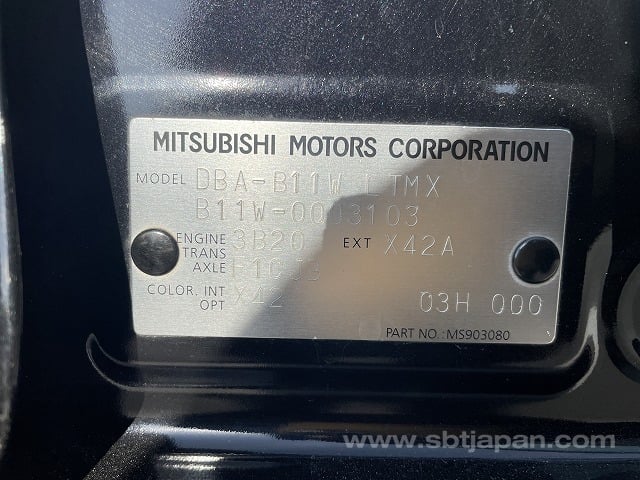 MITSUBISHI MOTORS CORPORATION
MODEL DBA-B11W LTMX
B11W-0003103
ENGINE 3B20 EXT X42A
TRANS
AXLE
COLOR. INT X42
OPT 03H 000
PART NO.:MS903080
www.sbtjapan.com